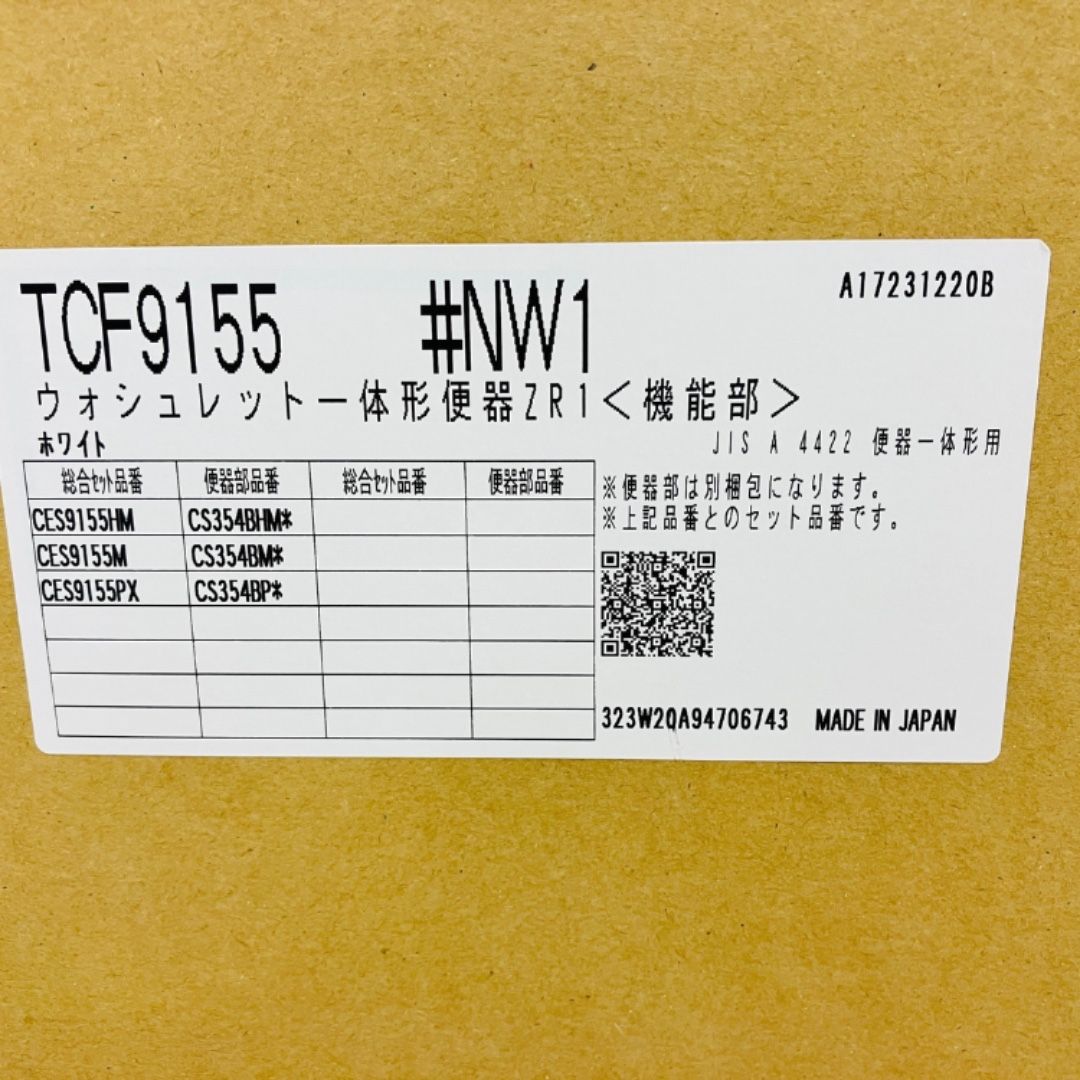 TCF9155 #NW1
A17231220B
ウォシュレット一体形便器ZR1<機能部>
ホワイト
JIS A 4422 便器一体形用
総合セット品番 便器部品番 総合セット品番 便器部品番
CES9155HM CS354BHM*
CES9155M CS354BM*
CES9155PX CS354BP*
※便器部は別梱包になります。
※上記品番とのセット品番です。
323W2QA94706743 MADE IN JAPAN